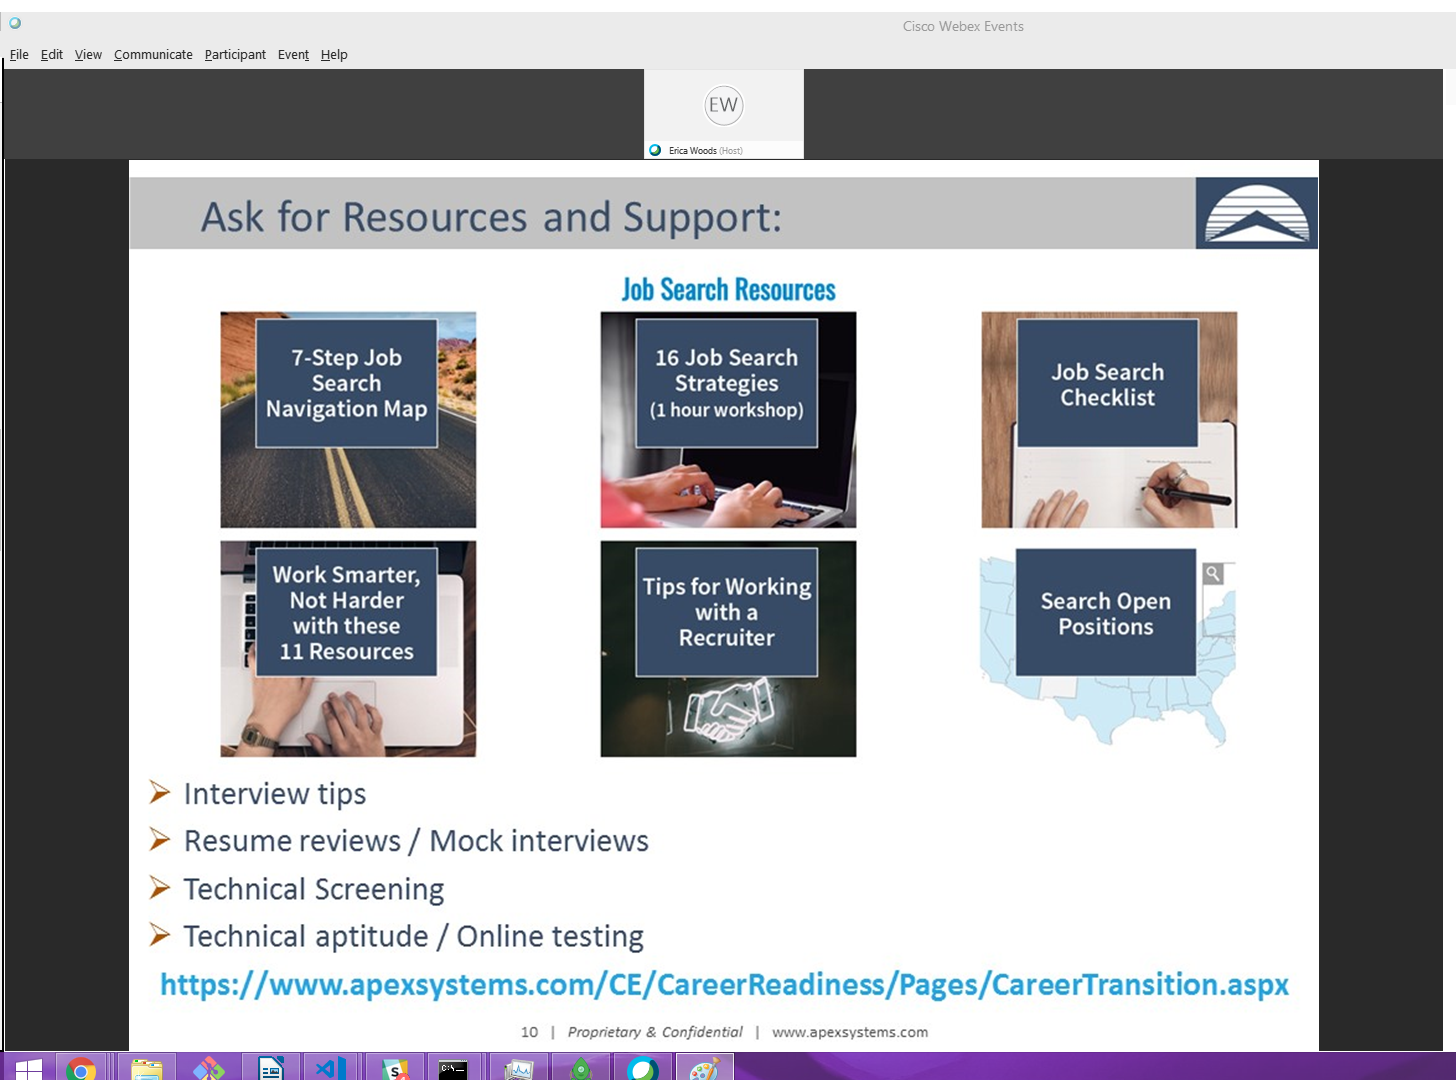 Cisco Webex Events
File Edit View Communicate Participant Event Help
EW
Erica Woods (Host)
Ask for Resources and Support:
Job Search Resources
7-Step Job
Search
Navigation Map
16 Job Search
Strategies
(1 hour workshop)
Job Search
Checklist
Work Smarter,
Not Harder
with these
11 Resources
Tips for Working
with a
Recruiter
Search Open
Positions
Interview tips
Resume reviews / Mock interviews
Technical Screening
Technical aptitude / Online testing
https://www.apexsystems.com/CE/CareerReadiness/Pages/CareerTransition.aspx
10 | Proprietary & Confidential | www.apexsystems.com